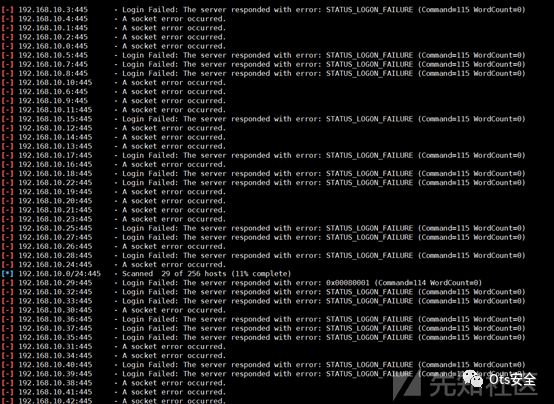 [-] 192.168.10.3:445 - Login Failed: The server responded with error: STATUS_LOGON_FAILURE (Command=115 WordCount=0)
[-] 192.168.10.4:445 - A socket error occurred.
[-] 192.168.10.1:445 - A socket error occurred.
[-] 192.168.10.2:445 - A socket error occurred.
[-] 192.168.10.0:445 - A socket error occurred.
[-] 192.168.10.5:445 - Login Failed: The server responded with error: STATUS_LOGON_FAILURE (Command=115 WordCount=0)
[-] 192.168.10.7:445 - Login Failed: The server responded with error: STATUS_LOGON_FAILURE (Command=115 WordCount=0)
[-] 192.168.10.8:445 - Login Failed: The server responded with error: STATUS_LOGON_FAILURE (Command=115 WordCount=0)
[-] 192.168.10.10:445 - A socket error occurred.
[-] 192.168.10.6:445 - A socket error occurred.
[-] 192.168.10.9:445 - A socket error occurred.
[-] 192.168.10.11:445 - A socket error occurred.
[-] 192.168.10.15:445 - Login Failed: The server responded with error: STATUS_LOGON_FAILURE (Command=115 WordCount=0)
[-] 192.168.10.12:445 - A socket error occurred.
[-] 192.168.10.14:445 - A socket error occurred.
[-] 192.168.10.13:445 - A socket error occurred.
[-] 192.168.10.17:445 - Login Failed: The server responded with error: STATUS_LOGON_FAILURE (Command=115 WordCount=0)
[-] 192.168.10.16:445 - A socket error occurred.
[-] 192.168.10.18:445 - Login Failed: The server responded with error: STATUS_LOGON_FAILURE (Command=115 WordCount=0)
[-] 192.168.10.22:445 - Login Failed: The server responded with error: STATUS_LOGON_FAILURE (Command=115 WordCount=0)
[-] 192.168.10.19:445 - A socket error occurred.
[-] 192.168.10.20:445 - A socket error occurred.
[-] 192.168.10.21:445 - A socket error occurred.
[-] 192.168.10.23:445 - A socket error occurred.
[-] 192.168.10.25:445 - Login Failed: The server responded with error: STATUS_LOGON_FAILURE (Command=115 WordCount=0)
[-] 192.168.10.27:445 - Login Failed: The server responded with error: STATUS_LOGON_FAILURE (Command=115 WordCount=0)
[-] 192.168.10.26:445 - A socket error occurred.
[-] 192.168.10.28:445 - Login Failed: The server responded with error: STATUS_LOGON_FAILURE (Command=115 WordCount=0)
[-] 192.168.10.24:445 - A socket error occurred.
[*] 192.168.10.0/24:445 - Scanned 29 of 256 hosts (11% complete)
[-] 192.168.10.29:445 - Login Failed: The server responded with error: 0x00080001 (Command=114 WordCount=0)
[-] 192.168.10.32:445 - Login Failed: The server responded with error: STATUS_LOGON_FAILURE (Command=115 WordCount=0)
[-] 192.168.10.33:445 - Login Failed: The server responded with error: STATUS_LOGON_FAILURE (Command=115 WordCount=0)
[-] 192.168.10.30:445 - A socket error occurred.
[-] 192.168.10.36:445 - Login Failed: The server responded with error: STATUS_LOGON_FAILURE (Command=115 WordCount=0)
[-] 192.168.10.37:445 - Login Failed: The server responded with error: STATUS_LOGON_FAILURE (Command=115 WordCount=0)
[-] 192.168.10.35:445 - Login Failed: The server responded with error: STATUS_LOGON_FAILURE (Command=115 WordCount=0)
[-] 192.168.10.31:445 - A socket error occurred.
[-] 192.168.10.34:445 - A socket error occurred.
[-] 192.168.10.40:445 - Login Failed: The server responded with error: STATUS_LOGON_FAILURE (Command=115 WordCount=0)
[-] 192.168.10.39:445 - Login Failed: The server responded with error: STATUS_LOGON_FAILURE (Command=115 WordCount=0)
[-] 192.168.10.38:445 - A socket error occurred.
[-] 192.168.10.41:445 - A socket error occurred.
[-] 192.168.10.42:445 - A socket error occurred.
先知社区
Ots安全